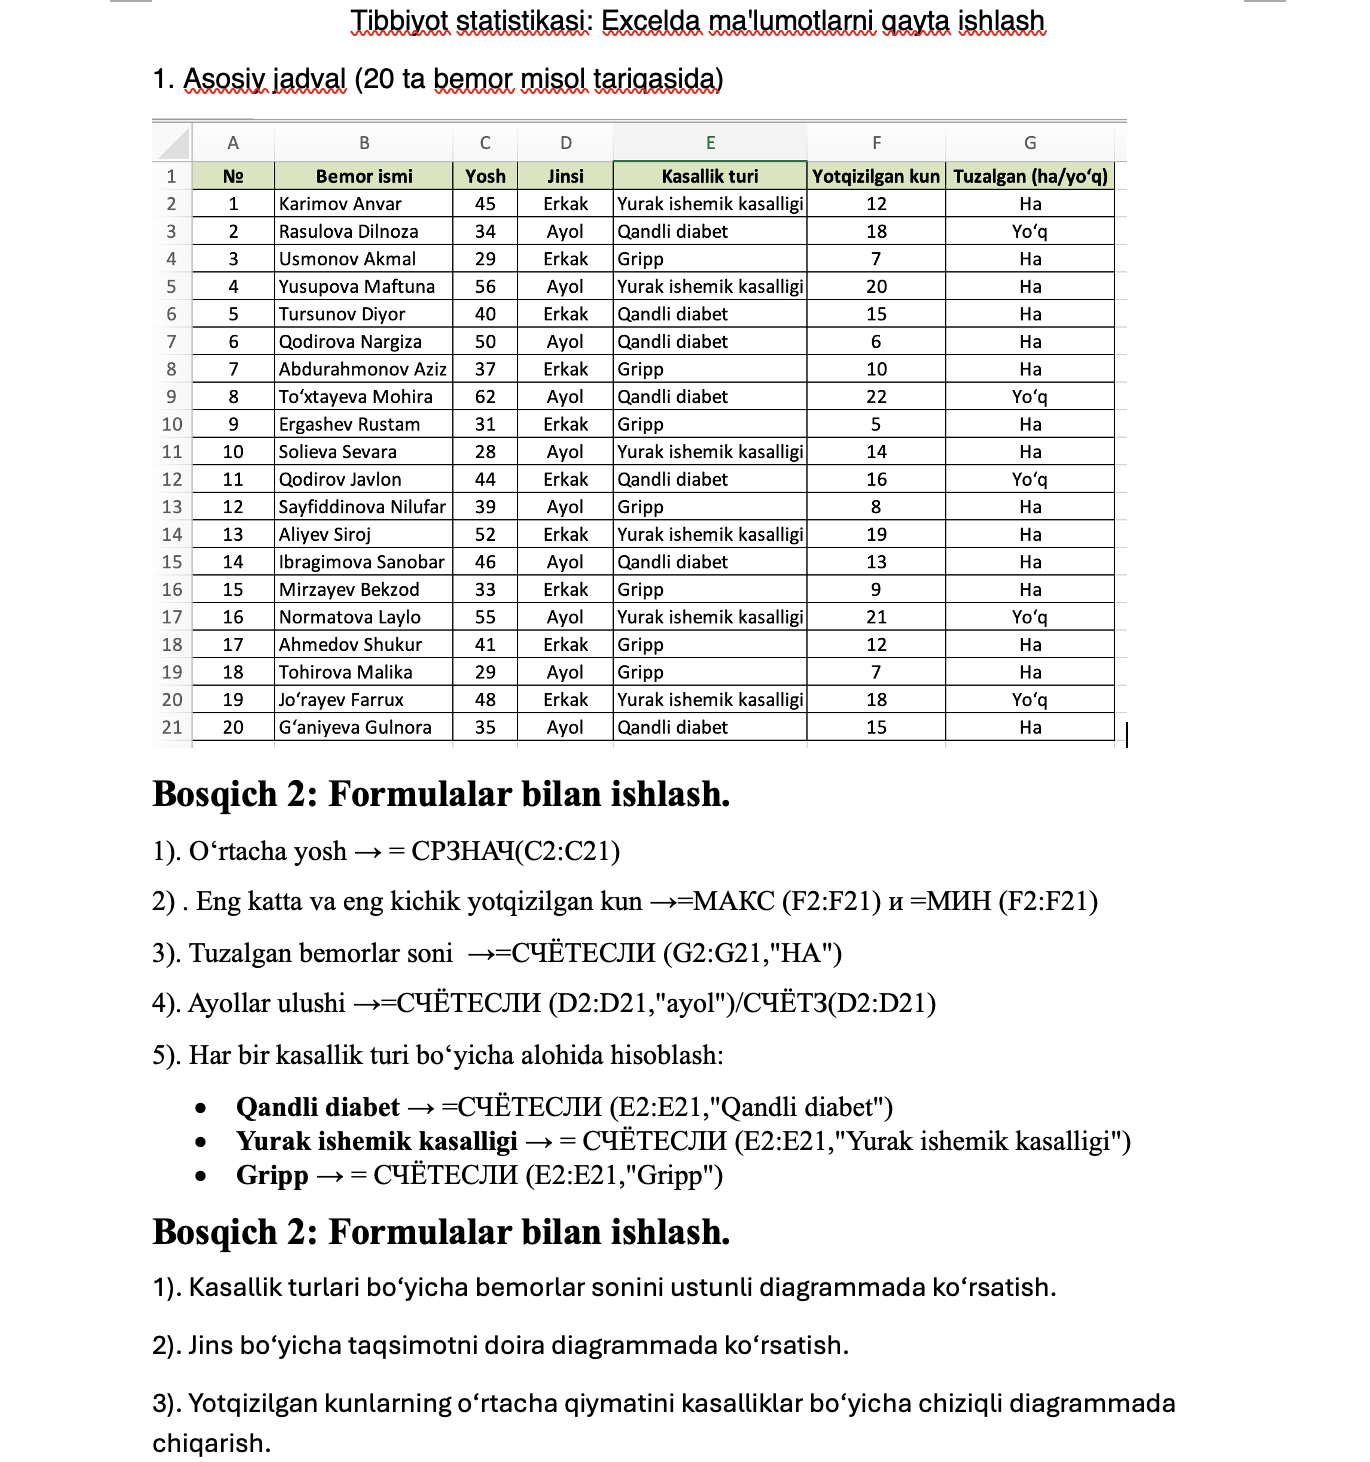 Tibbiyot statistikasi: Excelda ma'lumotlarni qayta ishlash
1. Asosiy jadval (20 ta bemor misol tariqasida)
A B C D E F G
1 № Bemor ismi Yosh Jinsi Kasallik turi Yotqizilgan kun Tuzalgan (ha/yo‘q)
2 1 Karimov Anvar 45 Erkak Yurak ishemik kasalligi 12 Ha
3 2 Rasulova Dilnoza 34 Ayol Qandli diabet 18 Yo‘q
4 3 Usmonov Akmal 29 Erkak Gripp 7 Ha
5 4 Yusupova Maftuna 56 Ayol Yurak ishemik kasalligi 20 Ha
6 5 Tursunov Diyor 40 Erkak Qandli diabet 15 Ha
7 6 Qodirova Nargiza 50 Ayol Qandli diabet 6 Ha
8 7 Abdurahmonov Aziz 37 Erkak Gripp 10 Ha
9 8 To‘xtayeva Mohira 62 Ayol Qandli diabet 22 Yo‘q
10 9 Ergashev Rustam 31 Erkak Gripp 5 Ha
11 10 Solieva Sevara 28 Ayol Yurak ishemik kasalligi 14 Ha
12 11 Qodirov Javlon 44 Erkak Qandli diabet 16 Yo‘q
13 12 Sayfiddinova Nilufar 39 Ayol Gripp 8 Ha
14 13 Aliyev Siroj 52 Erkak Yurak ishemik kasalligi 19 Ha
15 14 Ibragimova Sanobar 46 Ayol Qandli diabet 13 Ha
16 15 Mirzayev Bekzod 33 Erkak Gripp 9 Ha
17 16 Normatova Laylo 55 Ayol Yurak ishemik kasalligi 21 Yo‘q
18 17 Ahmedov Shukur 41 Erkak Gripp 12 Ha
19 18 Tohirova Malika 29 Ayol Gripp 7 Ha
20 19 Jo‘rayev Farrux 48 Erkak Yurak ishemik kasalligi 18 Yo‘q
21 20 G‘aniyeva Gulnora 35 Ayol Qandli diabet 15 Ha
Bosqich 2: Formulalar bilan ishlash.
1). O‘rtacha yosh → = СРЗНАЧ(C2:C21)
2) . Eng katta va eng kichik yotqizilgan kun →=МАКС (F2:F21) и =МИН (F2:F21)
3). Tuzalgan bemorlar soni →=СЧЁТЕСЛИ (G2:G21,"HA")
4). Ayollar ulushi →=СЧЁТЕСЛИ (D2:D21,"ayol")/СЧЁТЗ(D2:D21)
5). Har bir kasallik turi bo‘yicha alohida hisoblash:
• Qandli diabet → =СЧЁТЕСЛИ (E2:E21,"Qandli diabet")
• Yurak ishemik kasalligi → = СЧЁТЕСЛИ (E2:E21,"Yurak ishemik kasalligi")
• Gripp → = СЧЁТЕСЛИ (E2:E21,"Gripp")
Bosqich 2: Formulalar bilan ishlash.
1). Kasallik turlari bo‘yicha bemorlar sonini ustunli diagrammada ko‘rsatish.
2). Jins bo‘yicha taqsimotni doira diagrammada ko‘rsatish.
3). Yotqizilgan kunlarning o‘rtacha qiymatini kasalliklar bo‘yicha chiziqli diagrammada
chiqarish.